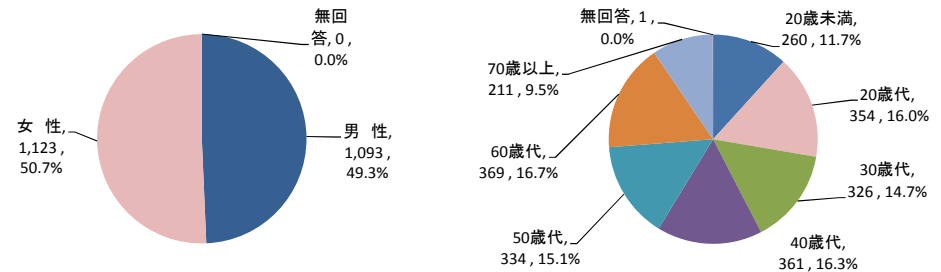 無回
答, 0 ,
0.0%
男 性,
1,093 ,
49.3%
女 性,
1,123 ,
50.7%
無回答, 1 ,
0.0%
20歳未満,
260 , 11.7%
20歳代,
354 , 16.0%
30歳代,
326 , 14.7%
40歳代,
361 , 16.3%
50歳代,
334 , 15.1%
60歳代,
369 , 16.7%
70歳以上,
211 , 9.5%